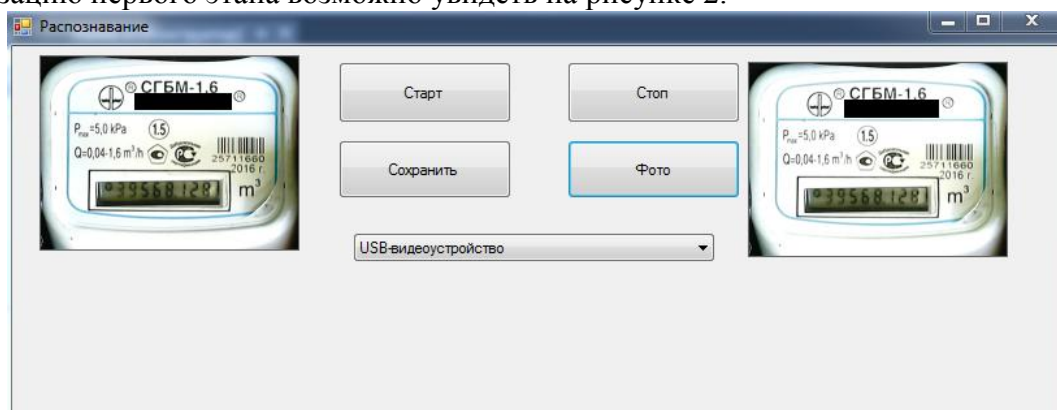 зацию первого этапа возможно увидеть на рисунке 2.
Распознавание
® СГБМ-1,6 ®
Pmax=5,0 kPa 1.5
Q=0,04-1,6 m³/h
25711660
2016 г.
039568.128 m³
Старт
Стоп
Сохранить
Фото
USB-видеоустройство
® СГБМ-1,6 ®
Pmax=5,0 kPa 1.5
Q=0,04-1,6 m³/h
25711660
2016 г.
039568.128 m³